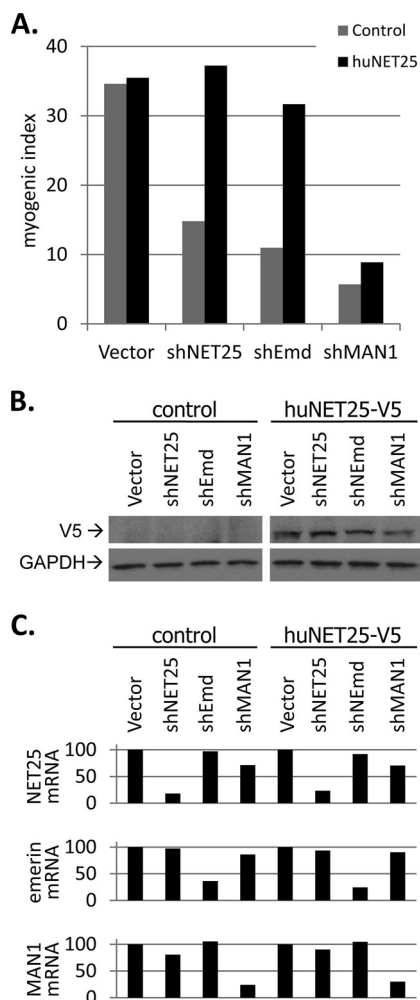 A.
40
30
20
10
0
myogenic index
Control
huNET25
Vector shNET25 shEmd shMAN1
B.
control huNET25-V5
Vector shNET25 shEmd shMAN1 Vector shNET25 shNEmd shMAN1
V5 →
GAPDH→
C.
control huNET25-V5
Vector shNET25 shEmd shMAN1 Vector shNET25 shNEmd shMAN1
NET25
mRNA
100
50
0
emerin
mRNA
100
50
0
MAN1
mRNA
100
50
0